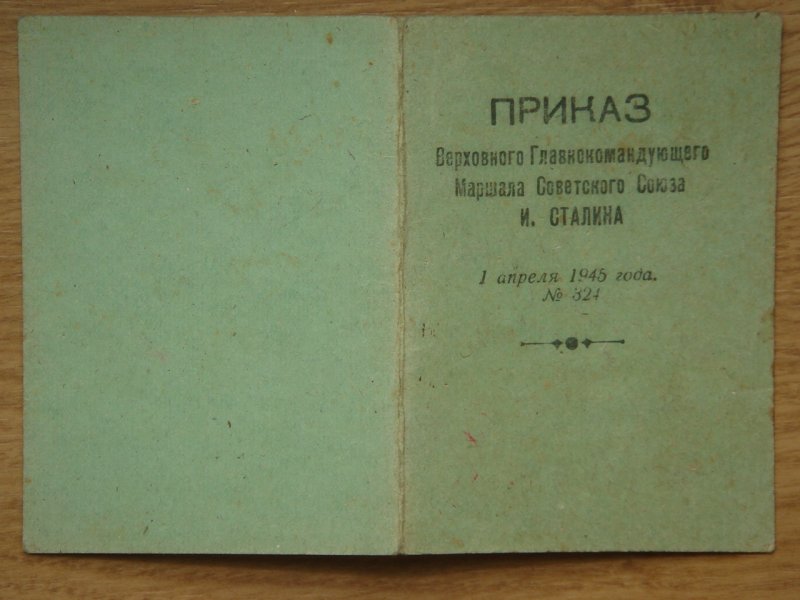 ПРИКАЗ
Верховного Главнокомандующего
Маршала Советского Союза
И. СТАЛИНА
1 апреля 1945 года.
№ 324